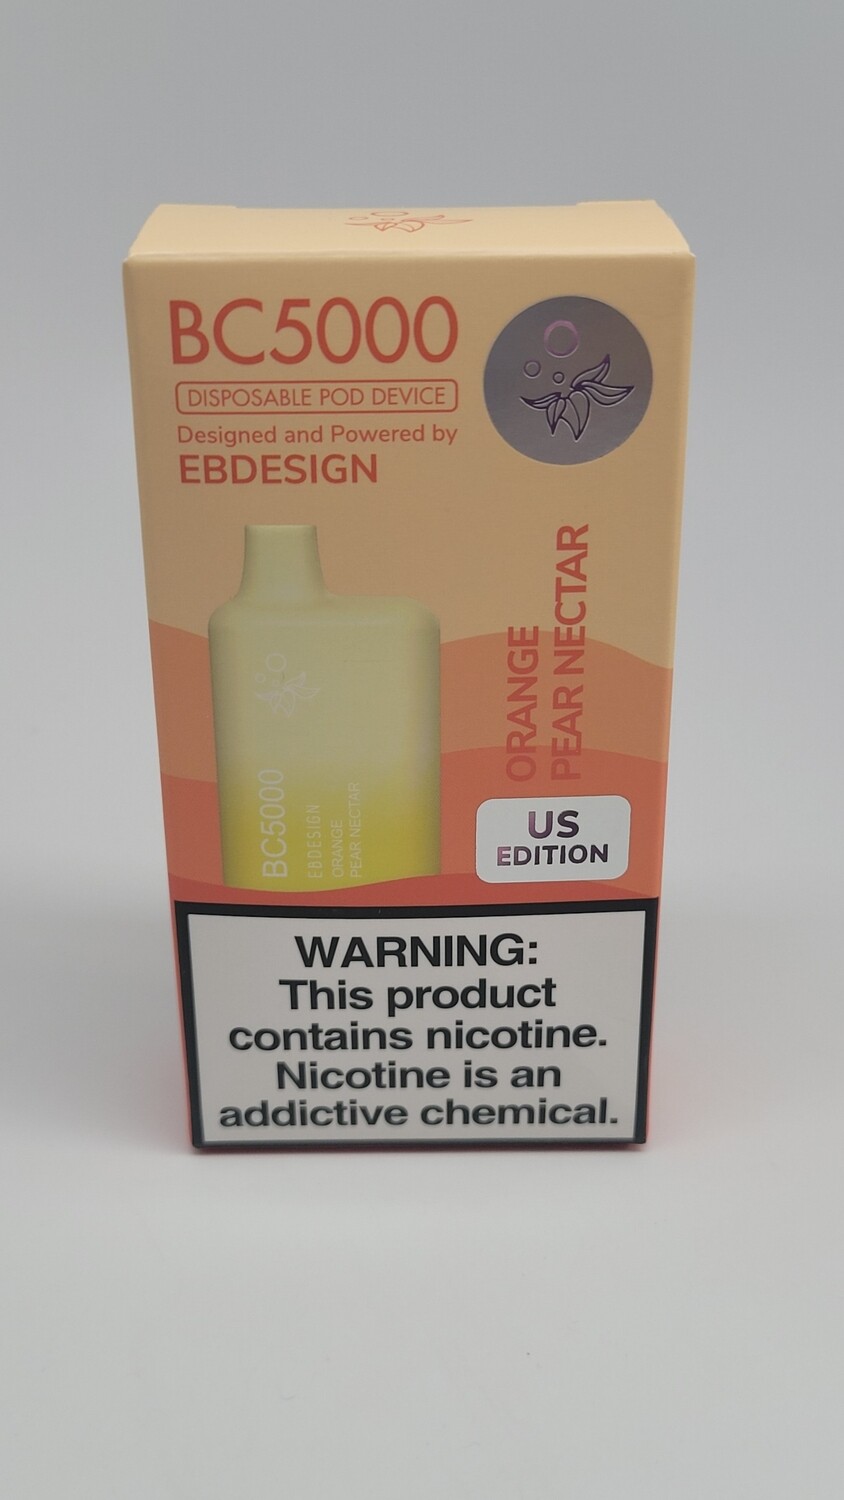 BC5000
DISPOSABLE POD DEVICE
Designed and Powered by
EBDESIGN
ORANGE
PEAR NECTAR
BC5000
EBDESIGN
ORANGE
PEAR NECTAR
US
EDITION
WARNING:
This product
contains nicotine.
Nicotine is an
addictive chemical.